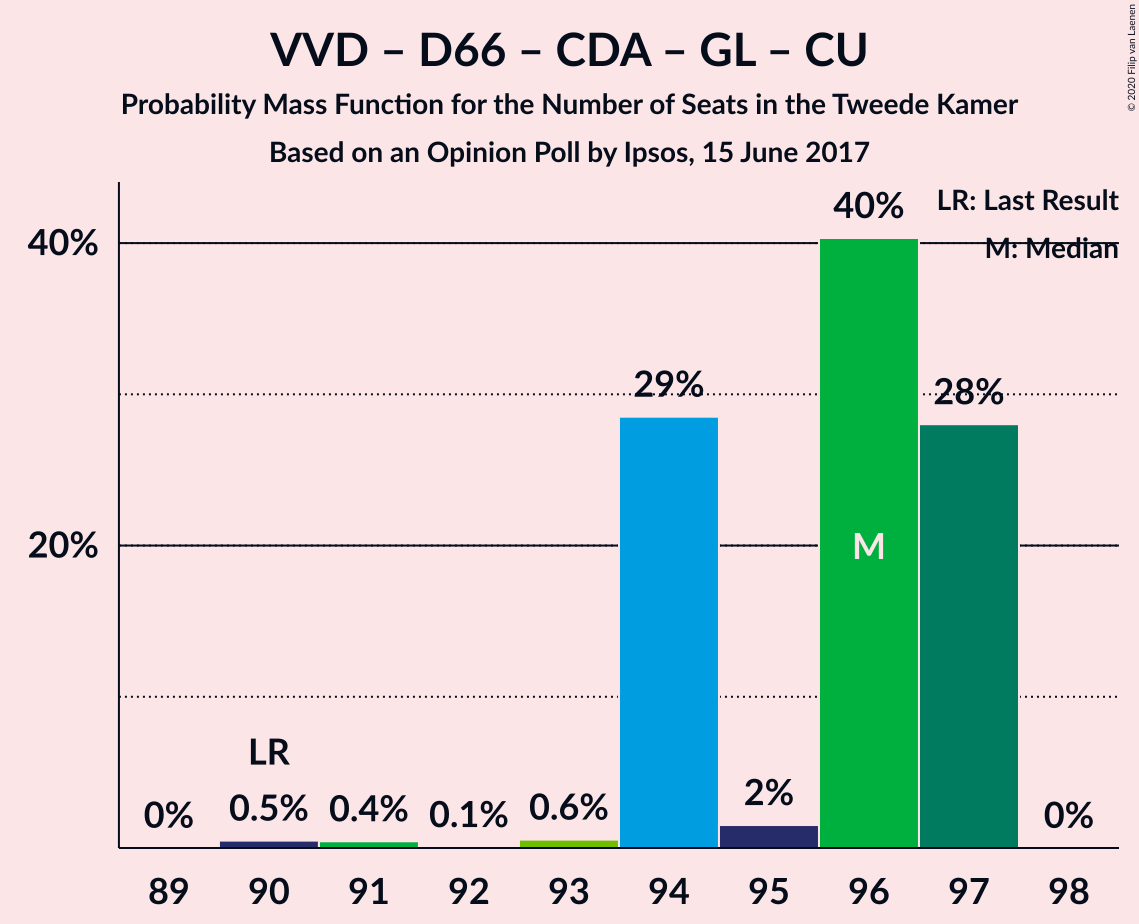 VVD – D66 – CDA – GL – CU
Probability Mass Function for the Number of Seats in the Tweede Kamer
Based on an Opinion Poll by Ipsos, 15 June 2017
© 2020 Filip van Laenen
LR: Last Result
M: Median
40%
20%
0%
LR
0.5%
0.4%
0.1%
0.6%
29%
2%
40%
M
28%
0%
89 90 91 92 93 94 95 96 97 98